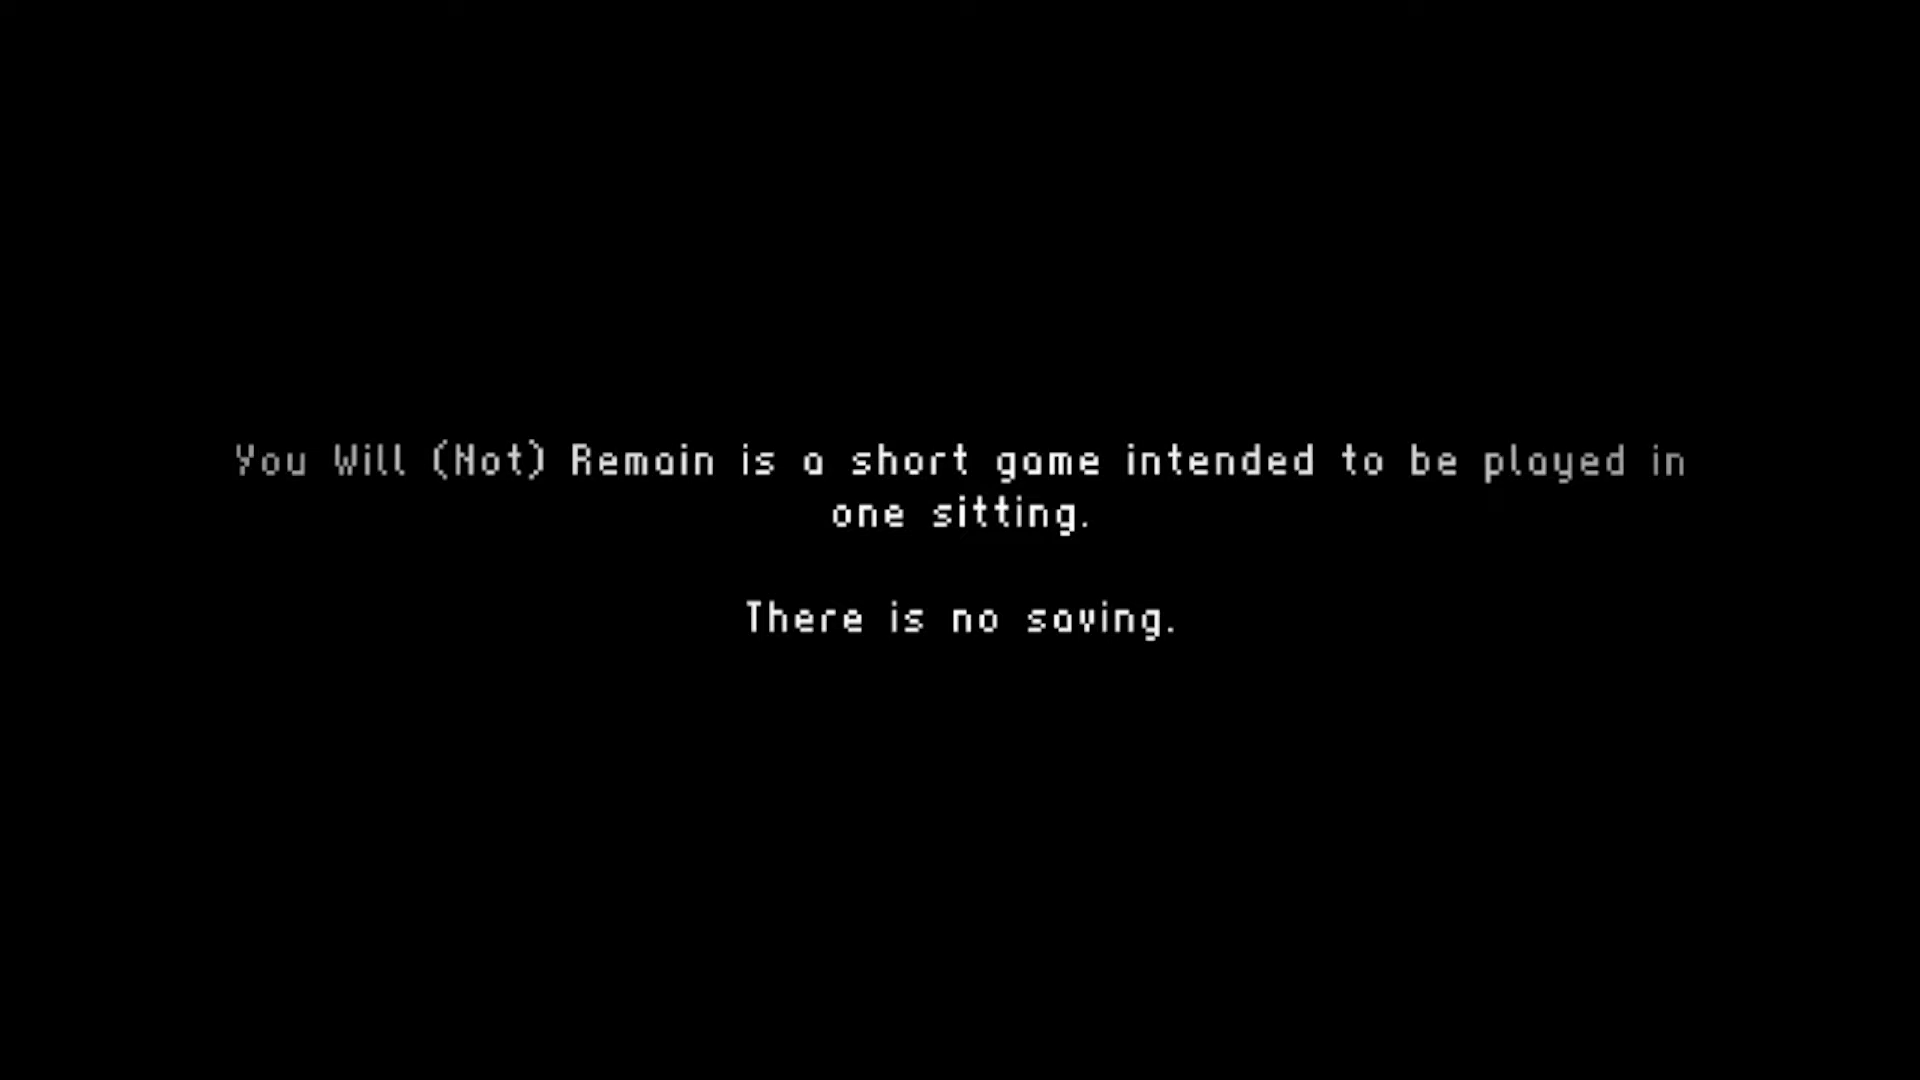 You Will (Not) Remain is a short game intended to be played in
one sitting.
There is no saving.